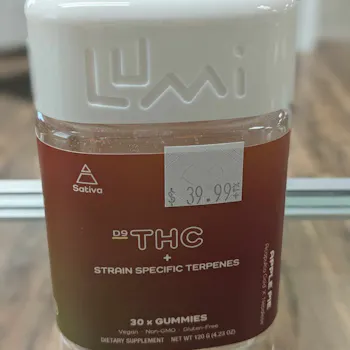 LUMi
Sativa
$ 39.99
D9 THC
+
STRAIN SPECIFIC TERPENES
30 x GUMMIES
Vegan · Non-GMO · Gluten-Free
DIETARY SUPPLEMENT NET WT 120 G (4.23 OZ)
APPLE PIE